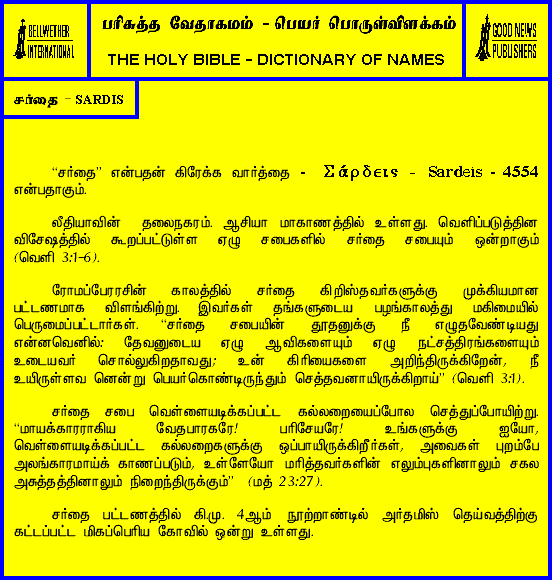 BELLWETHER
INTERNATIONAL
பரிசுத்த வேதாகமம் - பெயர் பொருள்விளக்கம்
THE HOLY BIBLE - DICTIONARY OF NAMES
GOOD NEWS
PUBLISHERS
சர்தை - SARDIS
“சர்தை” என்பதன் கிரேக்க வார்த்தை - Σάρδεις - Sardeis - 4554
என்பதாகும்.
லீதியாவின் தலைநகரம். ஆசியா மாகாணத்தில் உள்ளது. வெளிப்படுத்தின
விசேஷத்தில் கூறப்பட்டுள்ள ஏழு சபைகளில் சர்தை சபையும் ஒன்றாகும்
(வெளி 3:1-6).
ரோமப்பேரரசின் காலத்தில் சர்தை கிறிஸ்தவர்களுக்கு முக்கியமான
பட்டணமாக விளங்கிற்று. இவர்கள் தங்களுடைய பழங்காலத்து மகிமையில்
பெருமைப்பட்டார்கள். “சர்தை சபையின் தூதனுக்கு நீ எழுதவேண்டியது
என்னவெனில்: தேவனுடைய ஏழு ஆவிகளையும் ஏழு நட்சத்திரங்களையும்
உடையவர் சொல்லுகிறதாவது; உன் கிரியைகளை அறிந்திருக்கிறேன், நீ
உயிருள்ளவ னென்று பெயர்கொண்டிருந்தும் செத்தவனாயிருக்கிறாய்” (வெளி 3:1).
சர்தை சபை வெள்ளையடிக்கப்பட்ட கல்லறையைப்போல செத்துப்போயிற்று.
“மாயக்காரராகிய வேதபாரகரே! பரிசேயரே! உங்களுக்கு ஐயோ,
வெள்ளையடிக்கப்பட்ட கல்லறைகளுக்கு ஒப்பாயிருக்கிறீர்கள், அவைகள் புறம்பே
அலங்காரமாய்க் காணப்படும், உள்ளேயோ மரித்தவர்களின் எலும்புகளினாலும் சகல
அசுத்தத்தினாலும் நிறைந்திருக்கும்” (மத் 23:27).
சர்தை பட்டணத்தில் கி.மு. 4ஆம் நூற்றாண்டில் அர்தமிஸ் தெய்வத்திற்கு
கட்டப்பட்ட மிகப்பெரிய கோவில் ஒன்று உள்ளது.